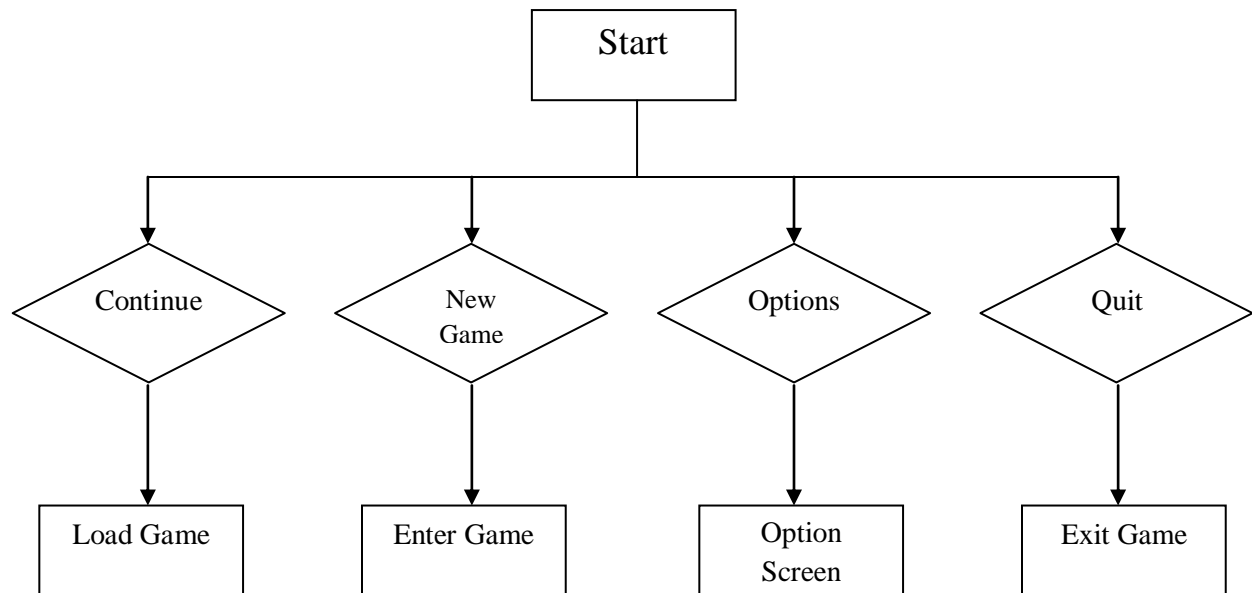 Start
Continue
New
Game
Options
Quit
Load Game
Enter Game
Option
Screen
Exit Game